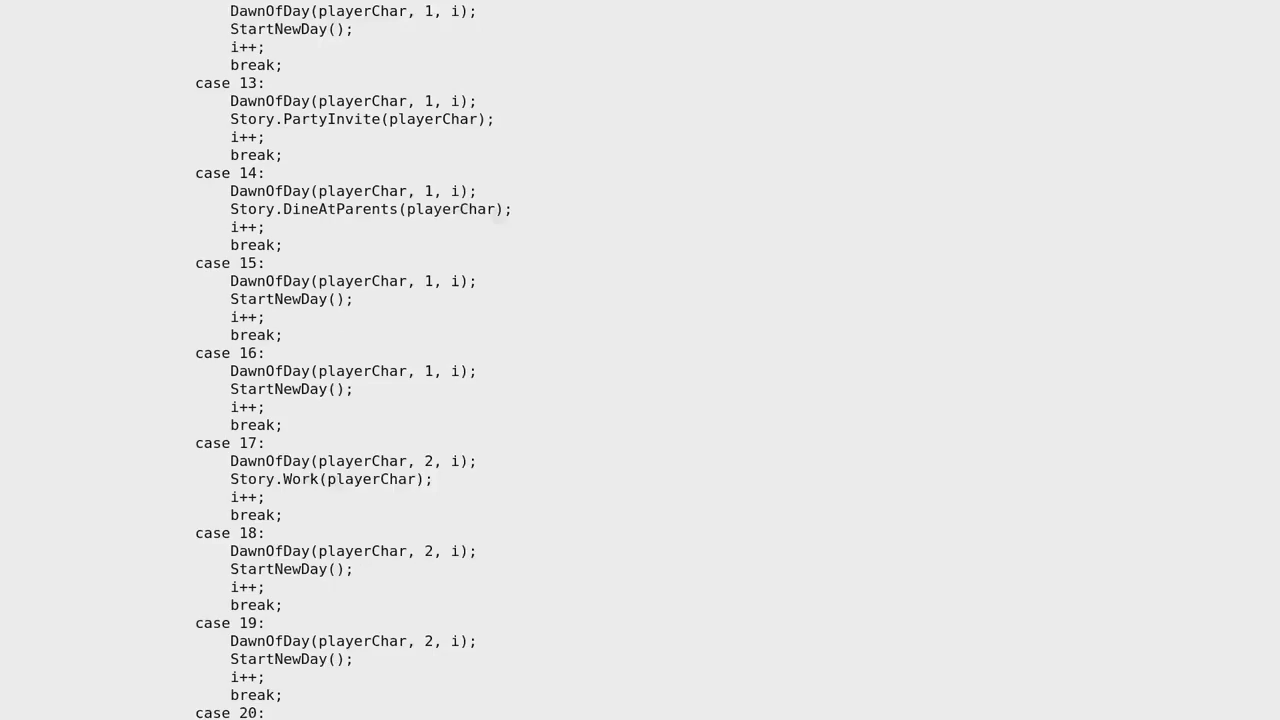 DawnOfDay(playerChar, 1, i);
StartNewDay();
i++;
break;
case 13:
DawnOfDay(playerChar, 1, i);
Story.PartyInvite(playerChar);
i++;
break;
case 14:
DawnOfDay(playerChar, 1, i);
Story.DineAtParents(playerChar);
i++;
break;
case 15:
DawnOfDay(playerChar, 1, i);
StartNewDay();
i++;
break;
case 16:
DawnOfDay(playerChar, 1, i);
StartNewDay();
i++;
break;
case 17:
DawnOfDay(playerChar, 2, i);
Story.Work(playerChar);
i++;
break;
case 18:
DawnOfDay(playerChar, 2, i);
StartNewDay();
i++;
break;
case 19:
DawnOfDay(playerChar, 2, i);
StartNewDay();
i++;
break;
case 20: